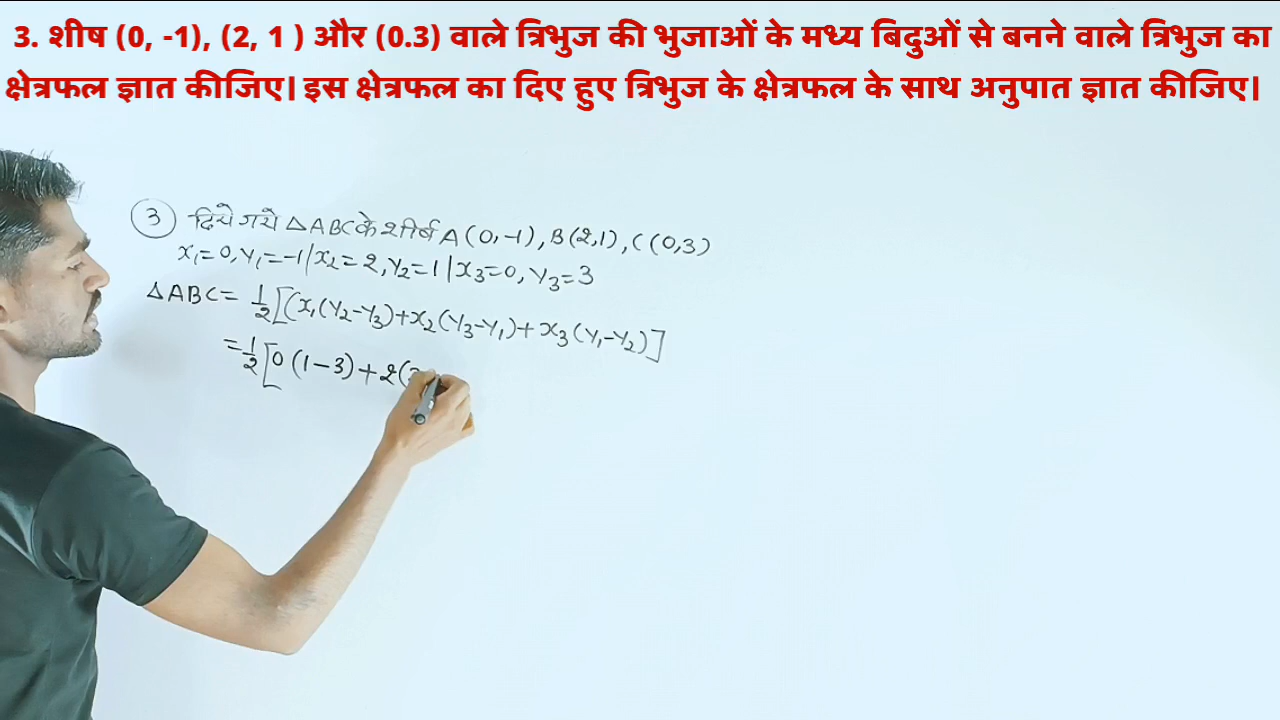 3. शीष (0, -1), (2, 1 ) और (0.3) वाले त्रिभुज की भुजाओं के मध्य बिदुओं से बनने वाले त्रिभुज का
क्षेत्रफल ज्ञात कीजिए। इस क्षेत्रफल का दिए हुए त्रिभुज के क्षेत्रफल के साथ अनुपात ज्ञात कीजिए।
3 दिये गये △ABC के शीर्ष A(0,-1), B(2,1), C(0,3)
x₁=0, y₁=-1 | x₂=2, y₂=1 | x₃=0, y₃=3
△ABC = 1/2 [(x₁(y₂-y₃)+x₂(y₃-y₁)+x₃(y₁-y₂)]
=1/2 [0(1-3)+2(